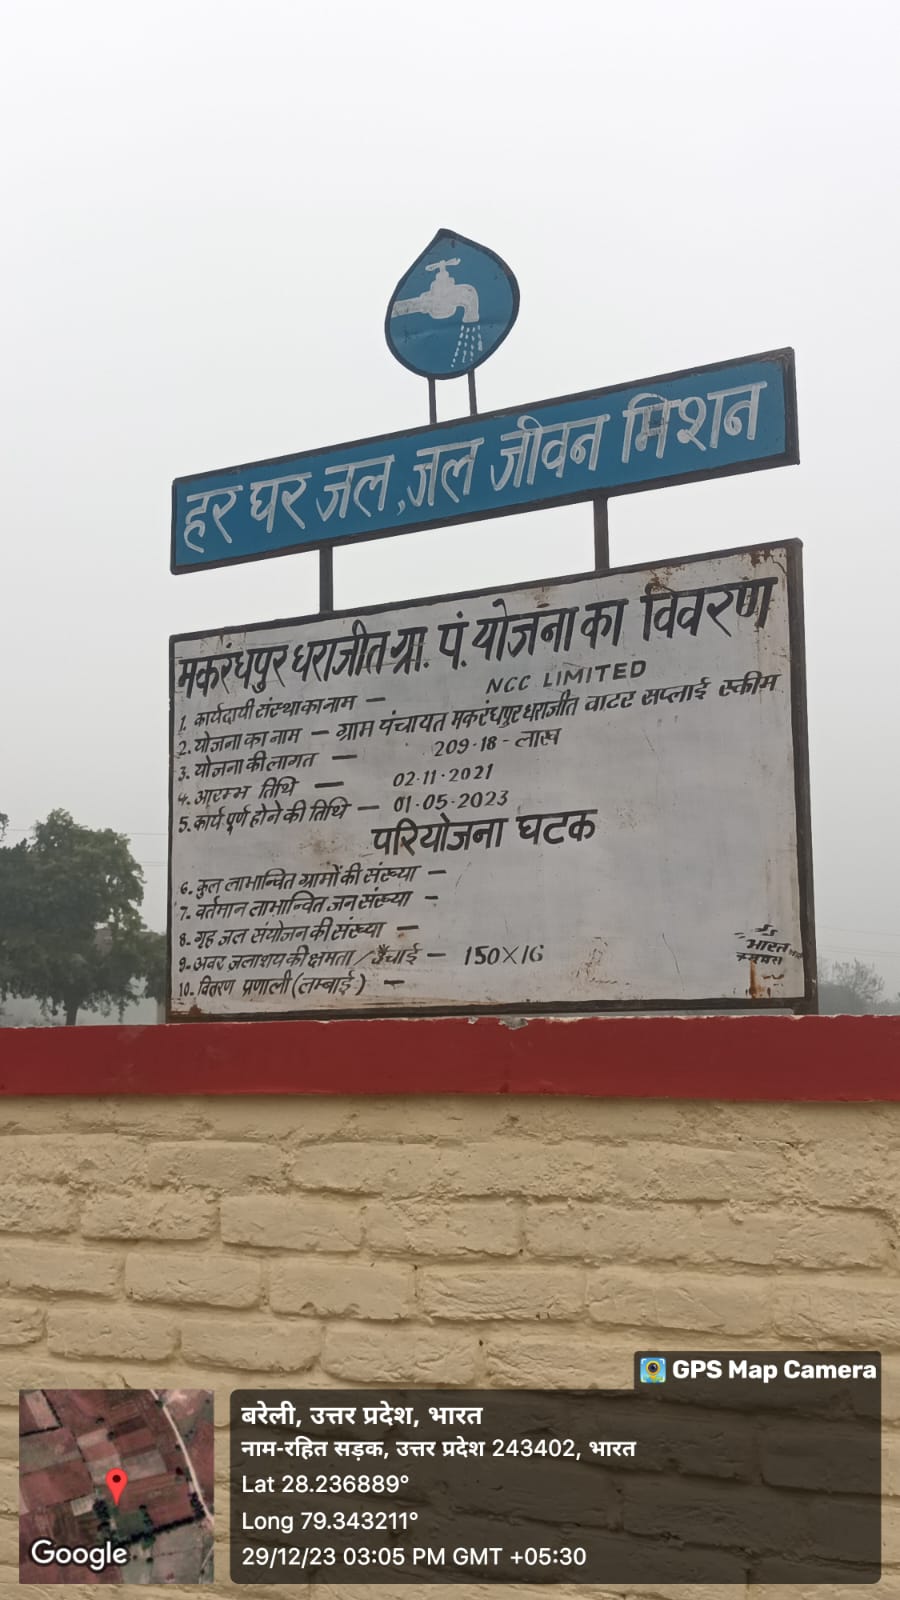 हर घर जल, जल जीवन मिशन
मकरंधपुर धराजीत ग्रा. पं. योजना का विवरण
1. कार्यदायी संस्था का नाम — NCC LIMITED
2. योजना का नाम — ग्राम पंचायत मकरंधपुर धराजीत वाटर सप्लाई स्कीम
3. योजना की लागत — 209.18 - लाख
4. आरम्भ तिथि — 02.11.2021
5. कार्य पूर्ण होने की तिथि — 01.05.2023
परियोजना घटक
6. कुल लाभान्वित ग्रामों की संख्या —
7. वर्तमान लाभान्वित जन संख्या —
8. गृह जल संयोजन की संख्या —
9. अवर जलाशय की क्षमता / ऊँचाई — 150X16
10. वितरण प्रणाली (लम्बाई) —
भारत
GPS Map Camera
बरेली, उत्तर प्रदेश, भारत
नाम-रहित सड़क, उत्तर प्रदेश 243402, भारत
Lat 28.236889°
Long 79.343211°
29/12/23 03:05 PM GMT +05:30
Google